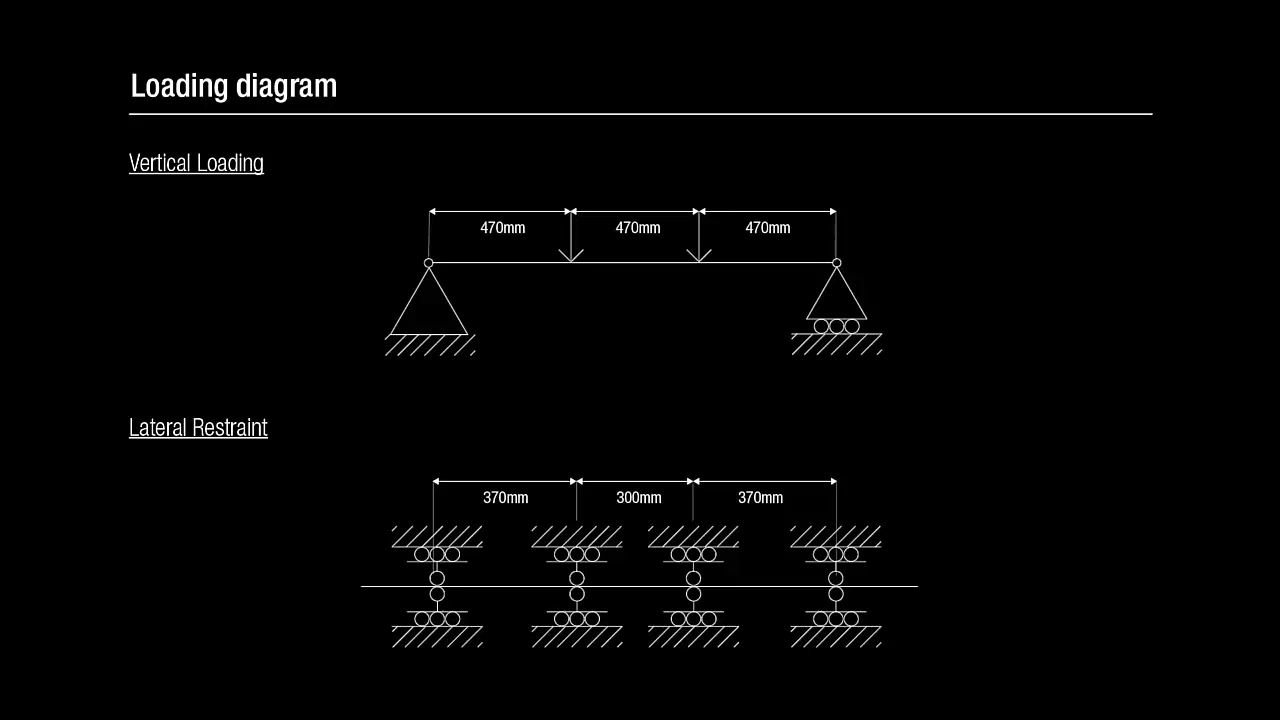 Loading diagram
Vertical Loading
470mm 470mm 470mm
Lateral Restraint
370mm 300mm 370mm